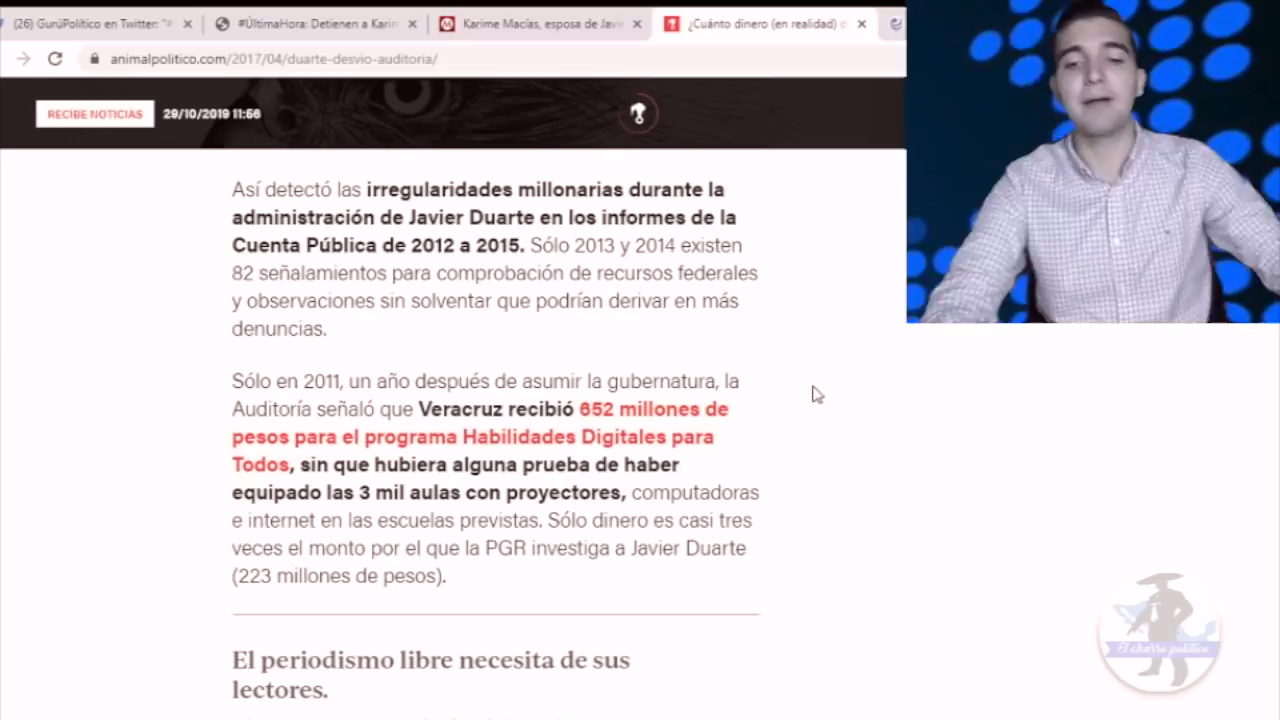 (26) GurúPolítico en Twitter: "#
#ÚltimaHora: Detienen a Karim
Karime Macías, esposa de Javi
¿Cuánto dinero (en realidad) d
animalpolitico.com/2017/04/duarte-desvio-auditoria/
RECIBE NOTICIAS
29/10/2019 11:56
Así detectó las irregularidades millonarias durante la
administración de Javier Duarte en los informes de la
Cuenta Pública de 2012 a 2015. Sólo 2013 y 2014 existen
82 señalamientos para comprobación de recursos federales
y observaciones sin solventar que podrían derivar en más
denuncias.
Sólo en 2011, un año después de asumir la gubernatura, la
Auditoría señaló que Veracruz recibió 652 millones de
pesos para el programa Habilidades Digitales para
Todos, sin que hubiera alguna prueba de haber
equipado las 3 mil aulas con proyectores, computadoras
e internet en las escuelas previstas. Sólo dinero es casi tres
veces el monto por el que la PGR investiga a Javier Duarte
(223 millones de pesos).
El periodismo libre necesita de sus
lectores.
El charro político